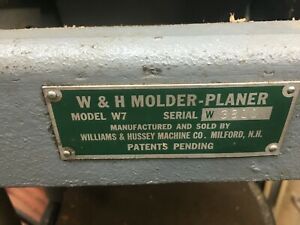 W & H MOLDER-PLANER
MODEL W7 SERIAL W
MANUFACTURED AND SOLD BY
WILLIAMS & HUSSEY MACHINE CO. MILFORD, N.H.
PATENTS PENDING